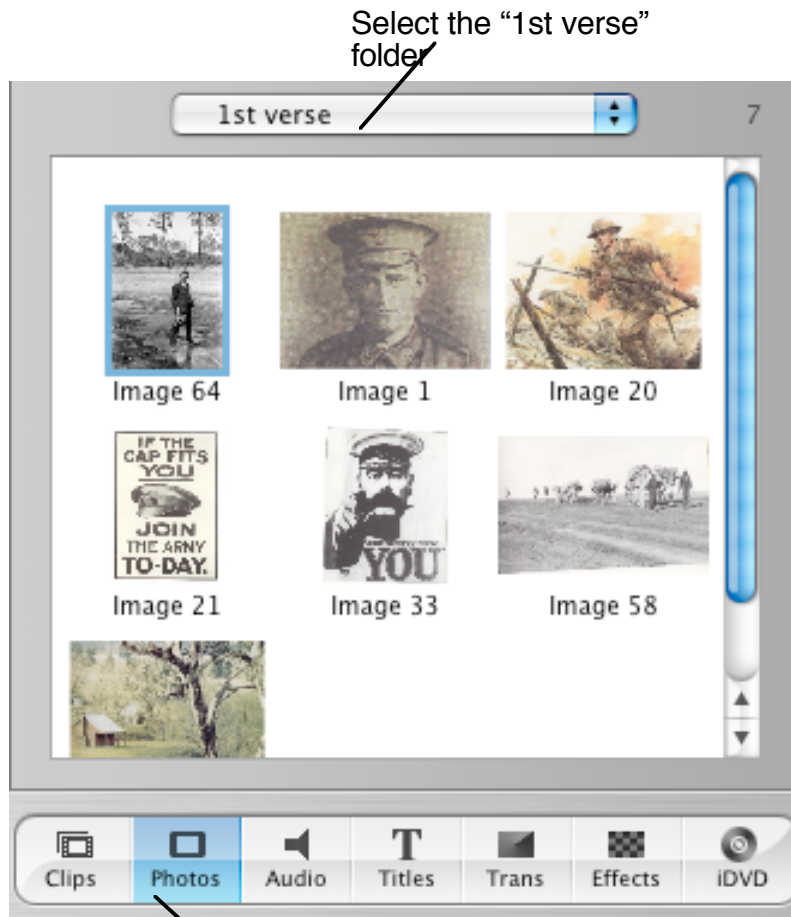 Select the “1st verse”
folder
1st verse
7
Image 64
Image 1
Image 20
IF THE
CAP FITS
YOU
JOIN
THE ARMY
TO-DAY.
YOU
Image 21
Image 33
Image 58
Clips
Photos
Audio
T
Titles
Trans
Effects
iDVD